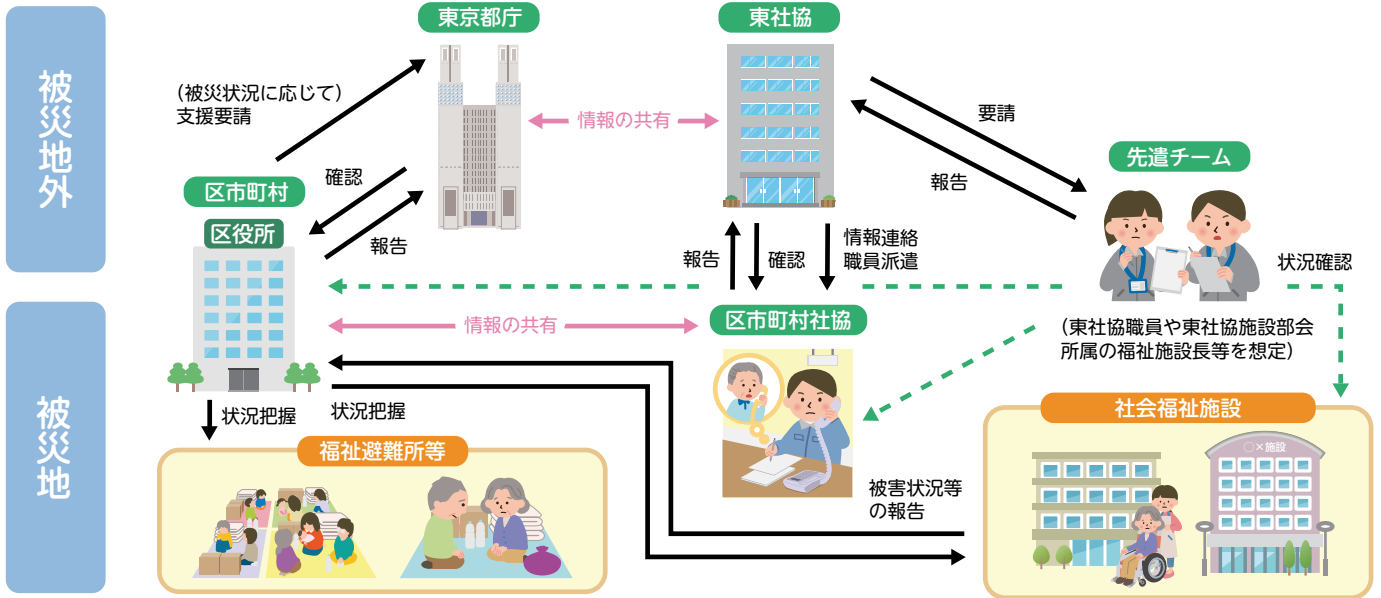 被災地外
東京都庁
東社協
(被災状況に応じて)
支援要請
情報の共有
要請
先遣チーム
報告
確認
区市町村
区役所
報告
報告
確認
情報連絡
職員派遣
状況確認
情報の共有
区市町村社協
(東社協職員や東社協施設部会
所属の福祉施設長等を想定)
被災地
状況把握
状況把握
社会福祉施設
福祉避難所等
○×施設
被害状況等
の報告